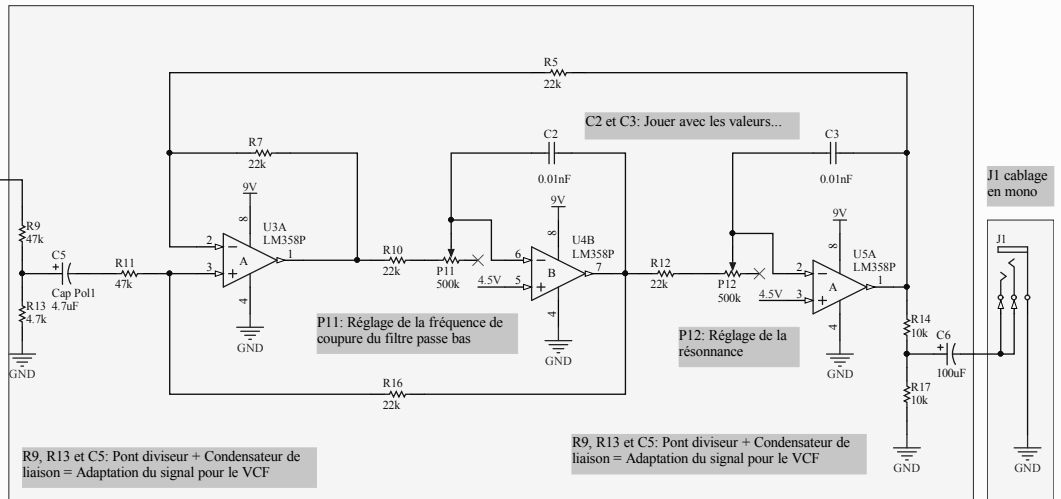 R5
22k
C2 et C3: Jouer avec les valeurs...
R7
22k
C2
0.01nF
C3
0.01nF
J1 cablage
en mono
R9
47k
C5
Cap Pol1
4.7uF
R11
47k
R13
4.7k
GND
9V
8
U3A
LM358P
2
3
A
1
4
GND
R10
22k
P11
500k
9V
8
U4B
LM358P
6
5
4.5V
B
7
4
GND
R12
22k
P12
500k
9V
8
U5A
LM358P
2
3
4.5V
A
1
4
GND
J1
P11: Réglage de la fréquence de
coupure du filtre passe bas
P12: Réglage de la
résonnance
R14
10k
C6
100uF
R17
10k
GND
GND
R16
22k
R9, R13 et C5: Pont diviseur + Condensateur de
liaison = Adaptation du signal pour le VCF
R9, R13 et C5: Pont diviseur + Condensateur de
liaison = Adaptation du signal pour le VCF